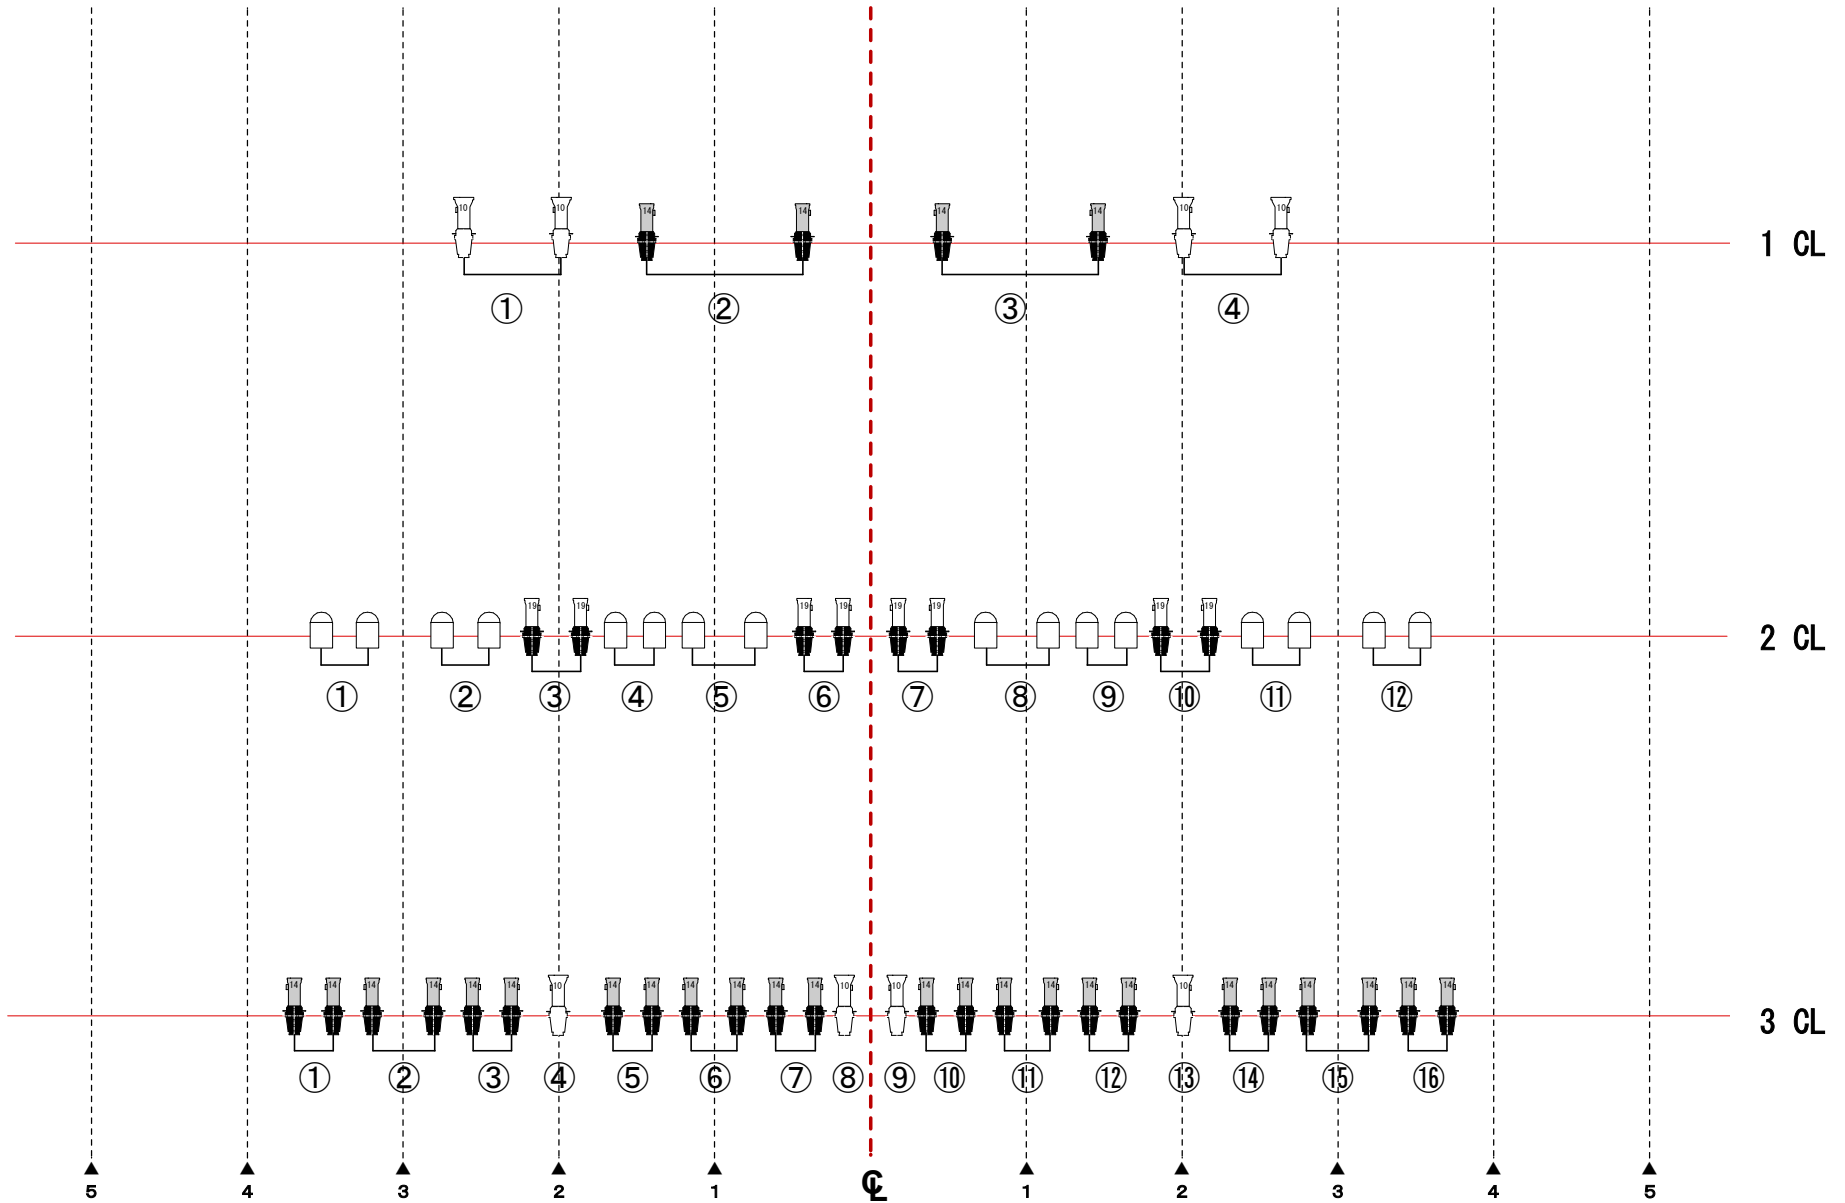 10 10 14 14 14 14 10 10
1 CL
① ② ③ ④
19 19 19 19 19 19 19 19
2 CL
① ② ③ ④ ⑤ ⑥ ⑦ ⑧ ⑨ ⑩ ⑪ ⑫
14 14 14 14 14 14 10 14 14 14 14 14 14 10 10 14 14 14 14 14 14 10 14 14 14 14 14 14
3 CL
① ② ③ ④ ⑤ ⑥ ⑦ ⑧ ⑨ ⑩ ⑪ ⑫ ⑬ ⑭ ⑮ ⑯
5 4 3 2 1 ℄ 1 2 3 4 5